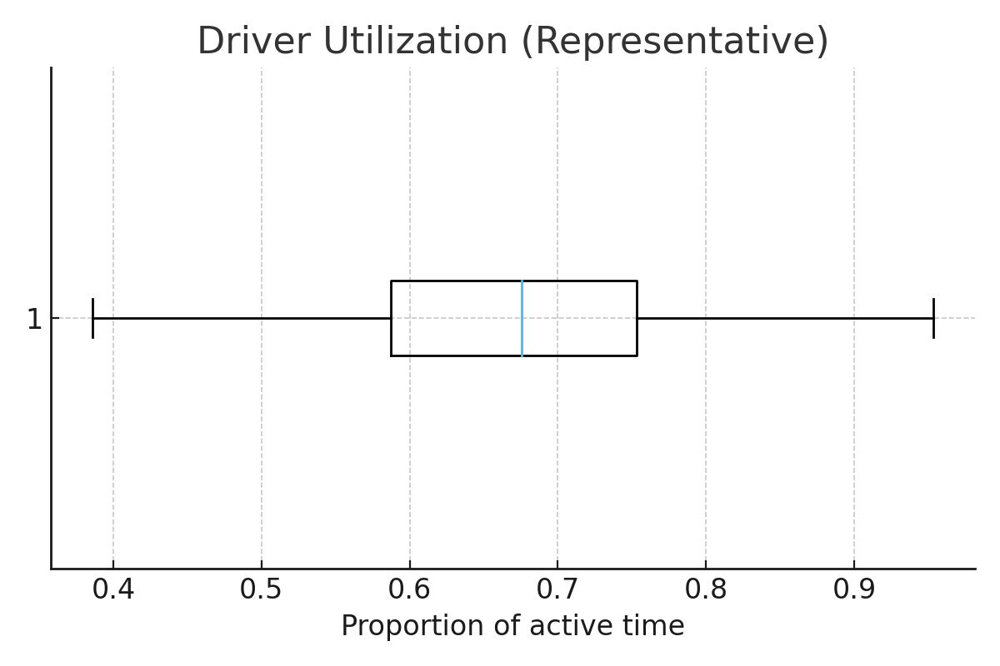 Driver Utilization (Representative)
1
0.4 0.5 0.6 0.7 0.8 0.9
Proportion of active time